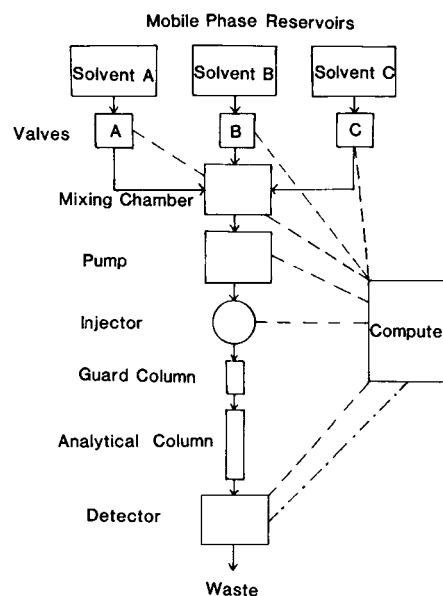 Mobile Phase Reservoirs
Solvent A
Solvent B
Solvent C
Valves
A
B
C
Mixing Chamber
Pump
Injector
Compute
Guard Column
Analytical Column
Detector
Waste